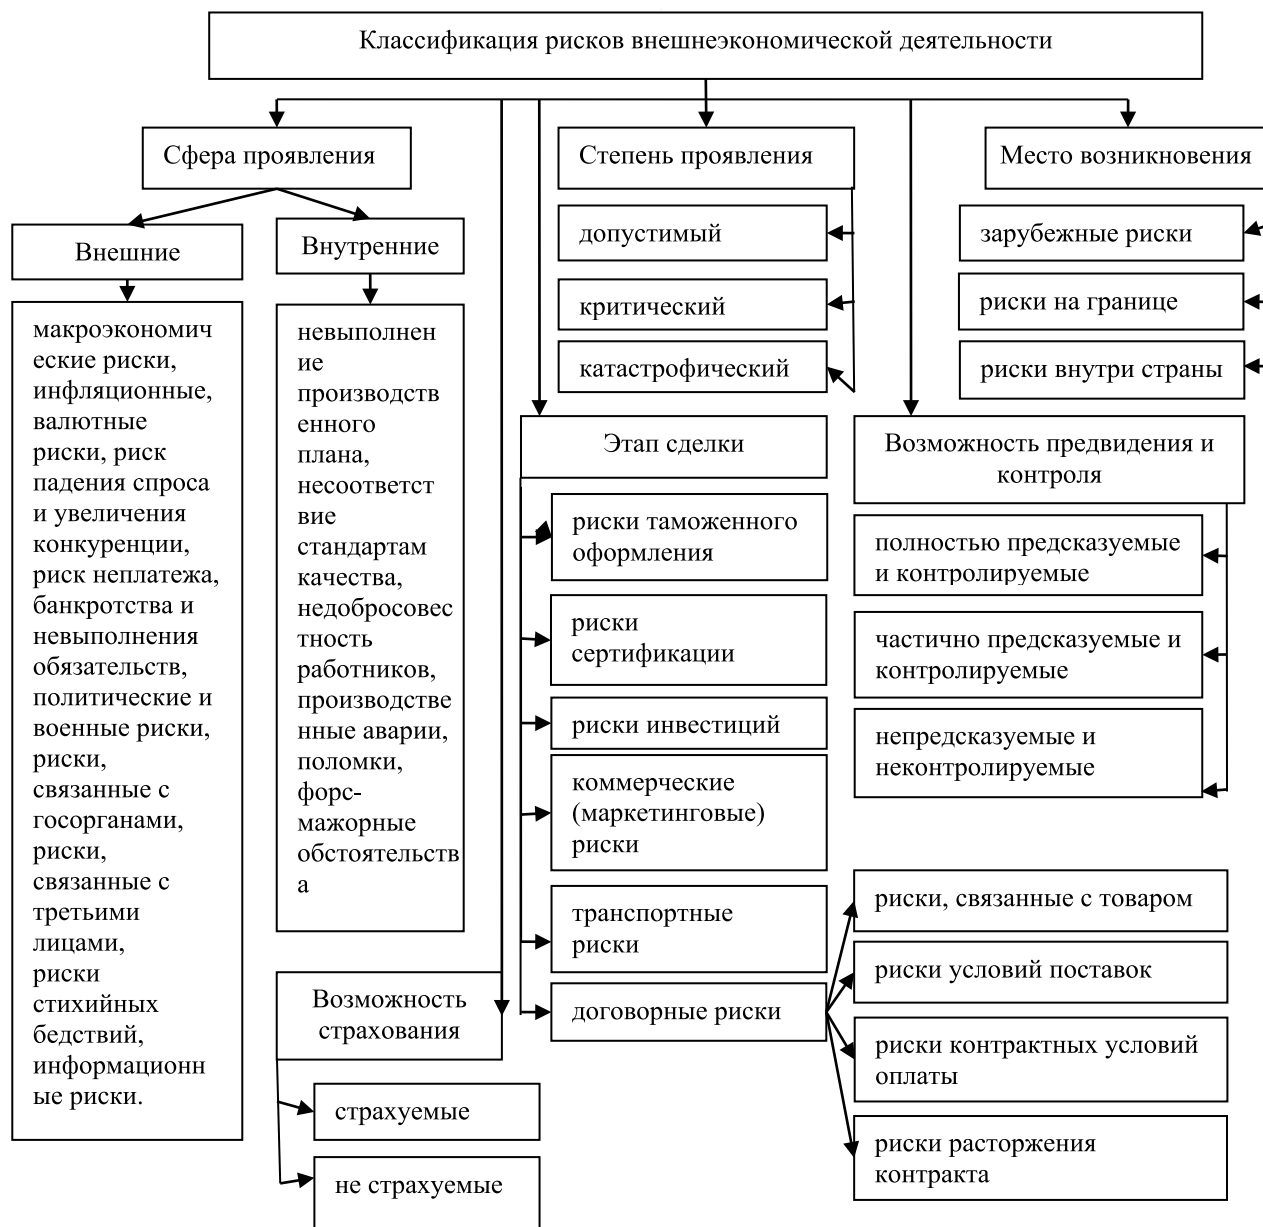 Классификация рисков внешнеэкономической деятельности
Сфера проявления
Степень проявления
Место возникновения
Внешние
Внутренние
макроэкономич
еские риски,
инфляционные,
валютные
риски, риск
падения спроса
и увеличения
конкуренции,
риск неплатежа,
банкротства и
невыполнения
обязательств,
политические и
военные риски,
риски,
связанные с
госорганами,
риски,
связанные с
третьими
лицами,
риски
стихийных
бедствий,
информационн
ые риски.
невыполнен
ие
производств
енного
плана,
несоответст
вие
стандартам
качества,
недобросовес
тность
работников,
производстве
нные аварии,
поломки,
форс-
мажорные
обстоятельств
а
допустимый
критический
катастрофический
зарубежные риски
риски на границе
риски внутри страны
Этап сделки
риски таможенного
оформления
риски
сертификации
риски инвестиций
коммерческие
(маркетинговые)
риски
транспортные
риски
договорные риски
Возможность предвидения и
контроля
полностью предсказуемые
и контролируемые
частично предсказуемые и
контролируемые
непредсказуемые и
неконтролируемые
риски, связанные с товаром
риски условий поставок
риски контрактных условий
оплаты
риски расторжения
контракта
Возможность
страхования
страхуемые
не страхуемые